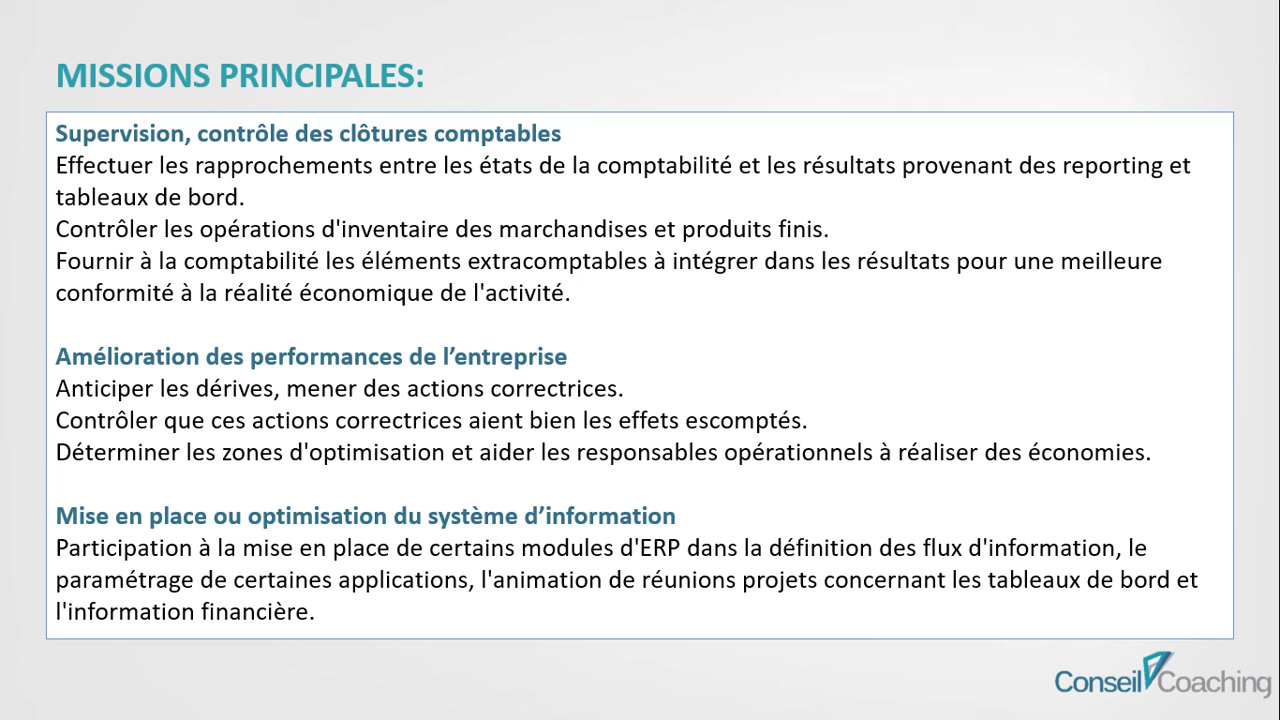 MISSIONS PRINCIPALES:
Supervision, contrôle des clôtures comptables
Effectuer les rapprochements entre les états de la comptabilité et les résultats provenant des reporting et
tableaux de bord.
Contrôler les opérations d'inventaire des marchandises et produits finis.
Fournir à la comptabilité les éléments extracomptables à intégrer dans les résultats pour une meilleure
conformité à la réalité économique de l'activité.
Amélioration des performances de l’entreprise
Anticiper les dérives, mener des actions correctrices.
Contrôler que ces actions correctrices aient bien les effets escomptés.
Déterminer les zones d'optimisation et aider les responsables opérationnels à réaliser des économies.
Mise en place ou optimisation du système d’information
Participation à la mise en place de certains modules d'ERP dans la définition des flux d'information, le
paramétrage de certaines applications, l'animation de réunions projets concernant les tableaux de bord et
l'information financière.
Conseil Coaching